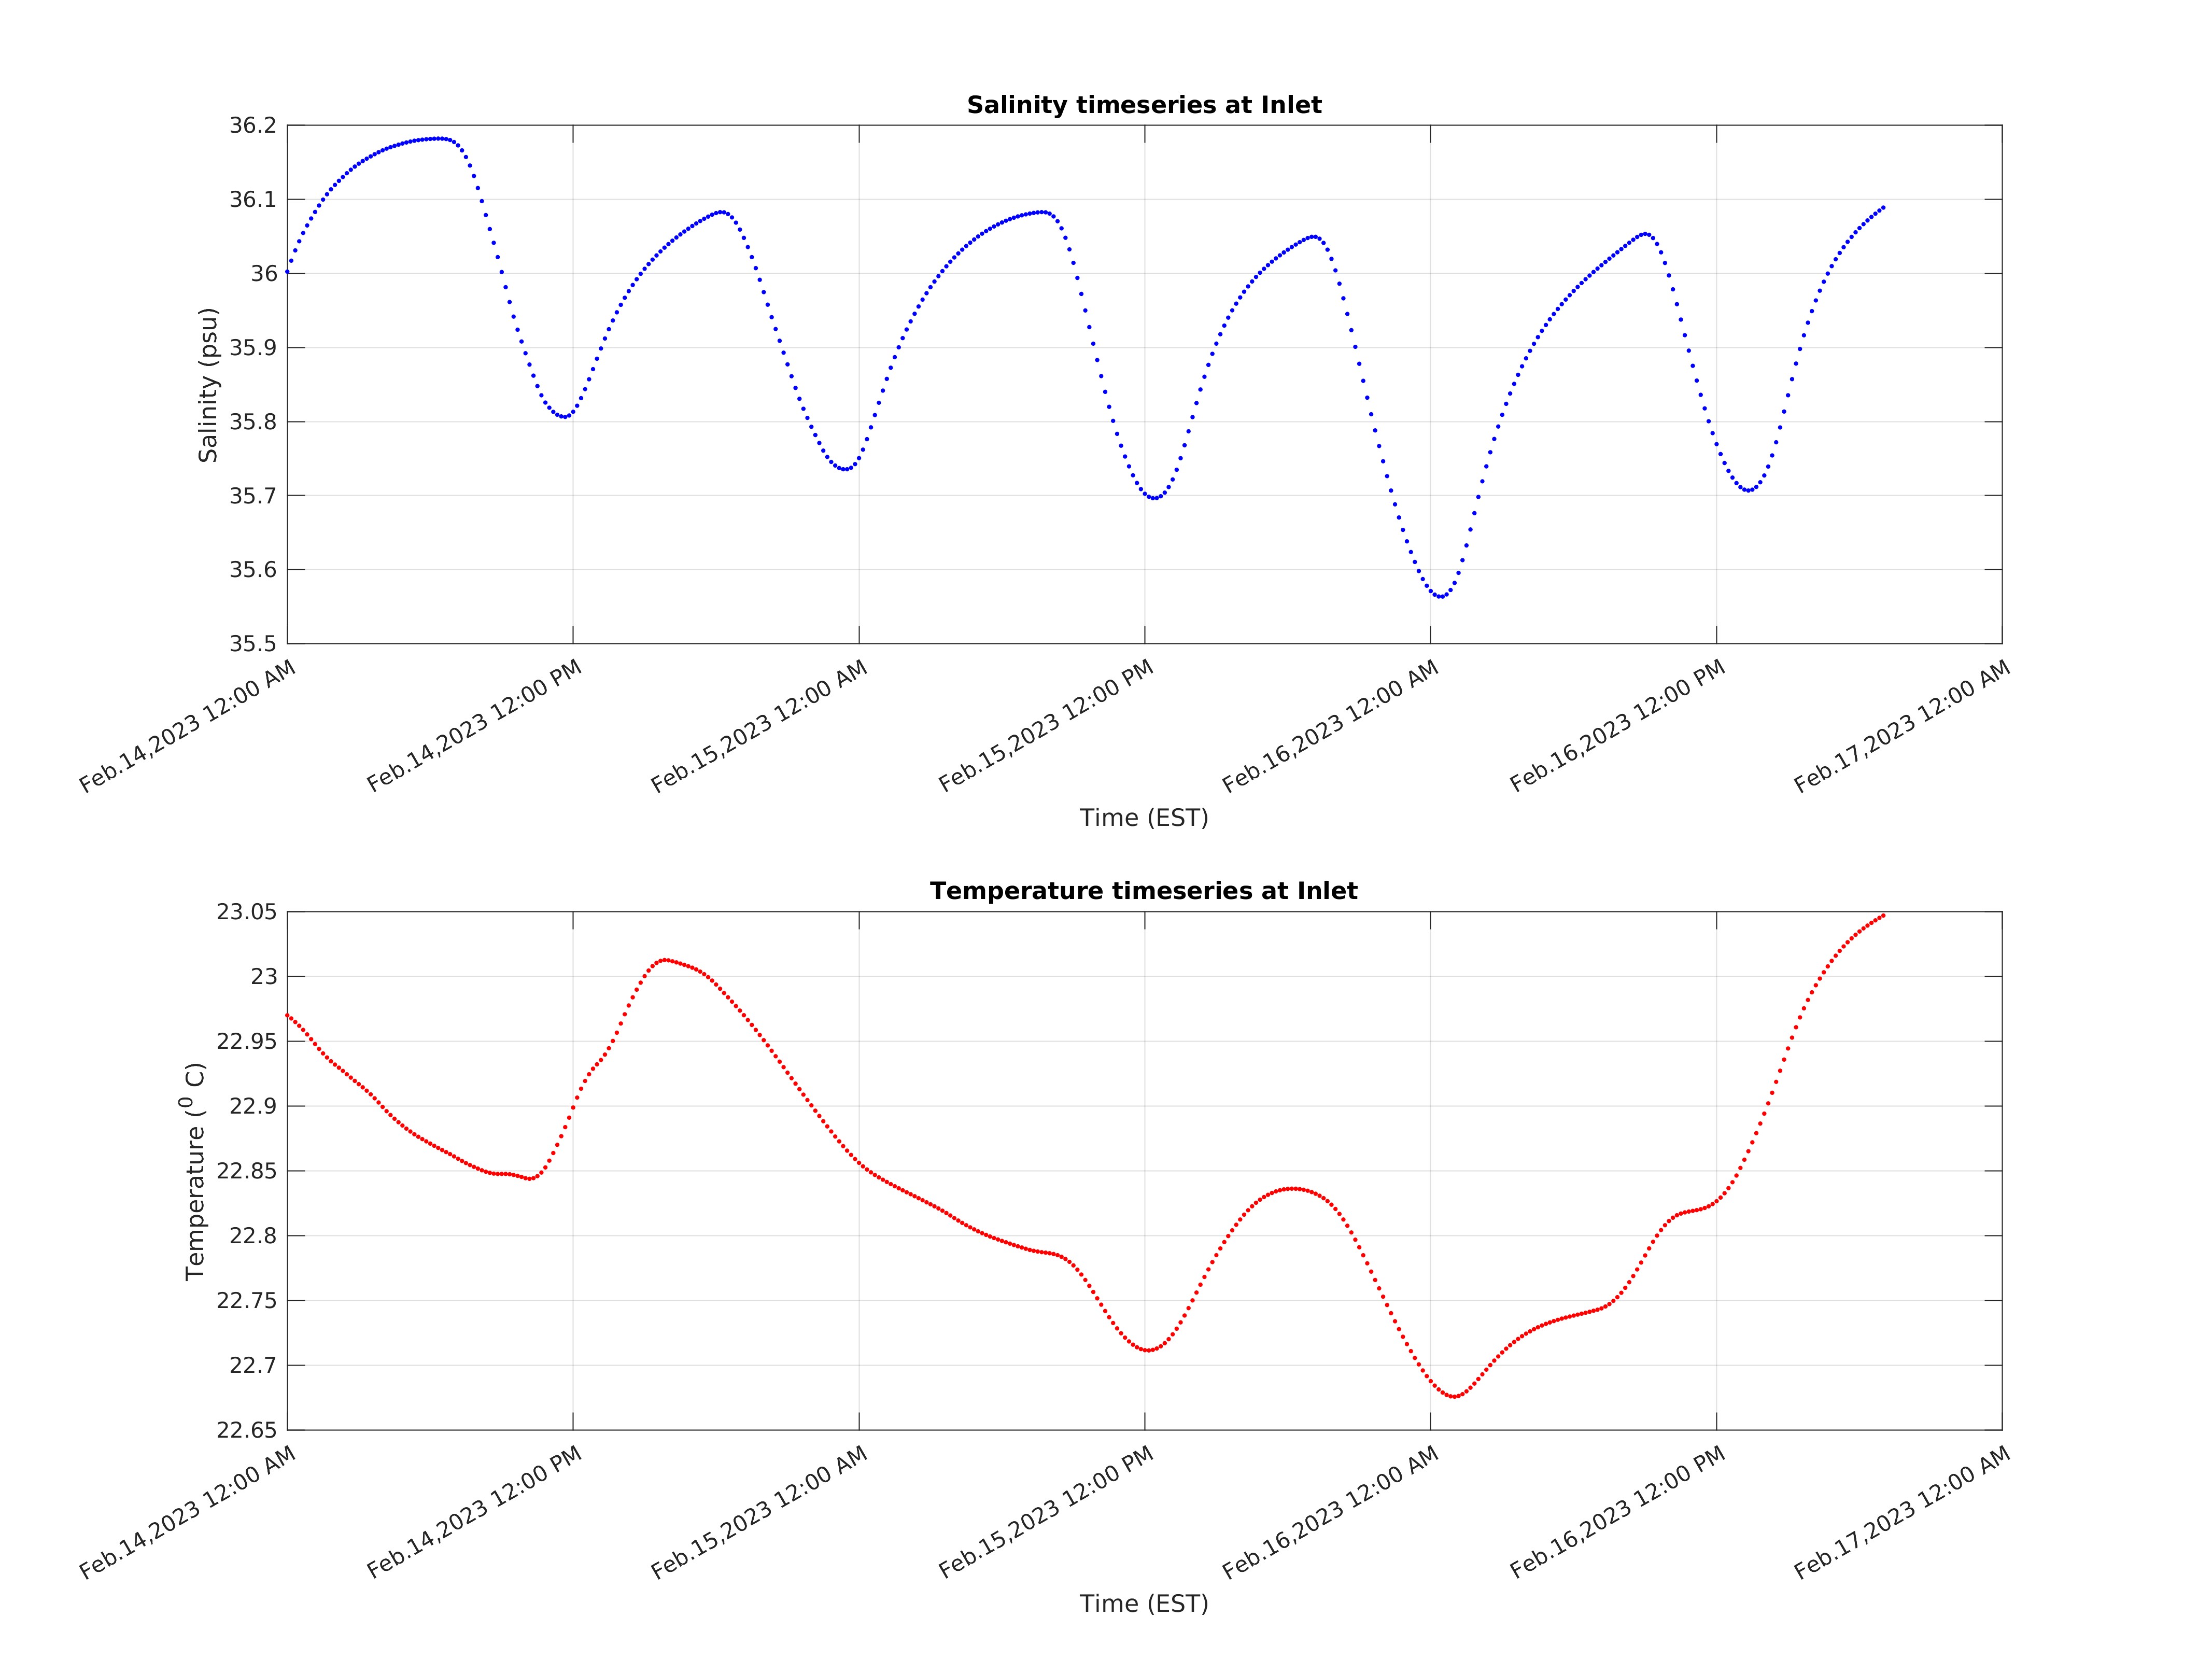 Salinity timeseries at Inlet
36.2
36.1
36
35.9
35.8
35.7
35.6
35.5
Salinity (psu)
Feb.14,2023 12:00 AM
Feb.14,2023 12:00 PM
Feb.15,2023 12:00 AM
Feb.15,2023 12:00 PM
Feb.16,2023 12:00 AM
Feb.16,2023 12:00 PM
Feb.17,2023 12:00 AM
Time (EST)
Temperature timeseries at Inlet
23.05
23
22.95
22.9
22.85
22.8
22.75
22.7
22.65
Temperature (⁰ C)
Feb.14,2023 12:00 AM
Feb.14,2023 12:00 PM
Feb.15,2023 12:00 AM
Feb.15,2023 12:00 PM
Feb.16,2023 12:00 AM
Feb.16,2023 12:00 PM
Feb.17,2023 12:00 AM
Time (EST)